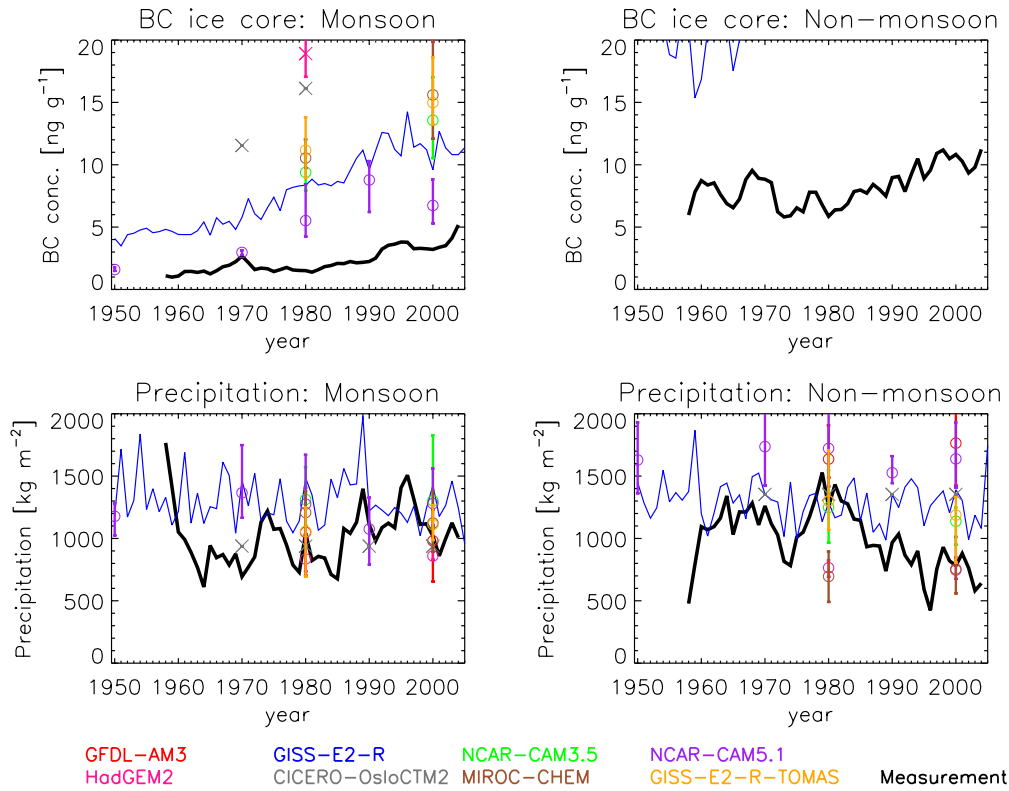 BC ice core: Monsoon
BC ice core: Non-monsoon
BC conc. [ng g⁻¹]
20
15
10
5
0
1950 1960 1970 1980 1990 2000
year
BC conc. [ng g⁻¹]
20
15
10
5
0
1950 1960 1970 1980 1990 2000
year
Precipitation: Monsoon
Precipitation: Non-monsoon
Precipitation [kg m⁻²]
2000
1500
1000
500
0
1950 1960 1970 1980 1990 2000
year
Precipitation [kg m⁻²]
2000
1500
1000
500
0
1950 1960 1970 1980 1990 2000
year
GFDL-AM3 GISS-E2-R NCAR-CAM3.5 NCAR-CAM5.1
HadGEM2 CICERO-OsloCTM2 MIROC-CHEM GISS-E2-R-TOMAS Measurement